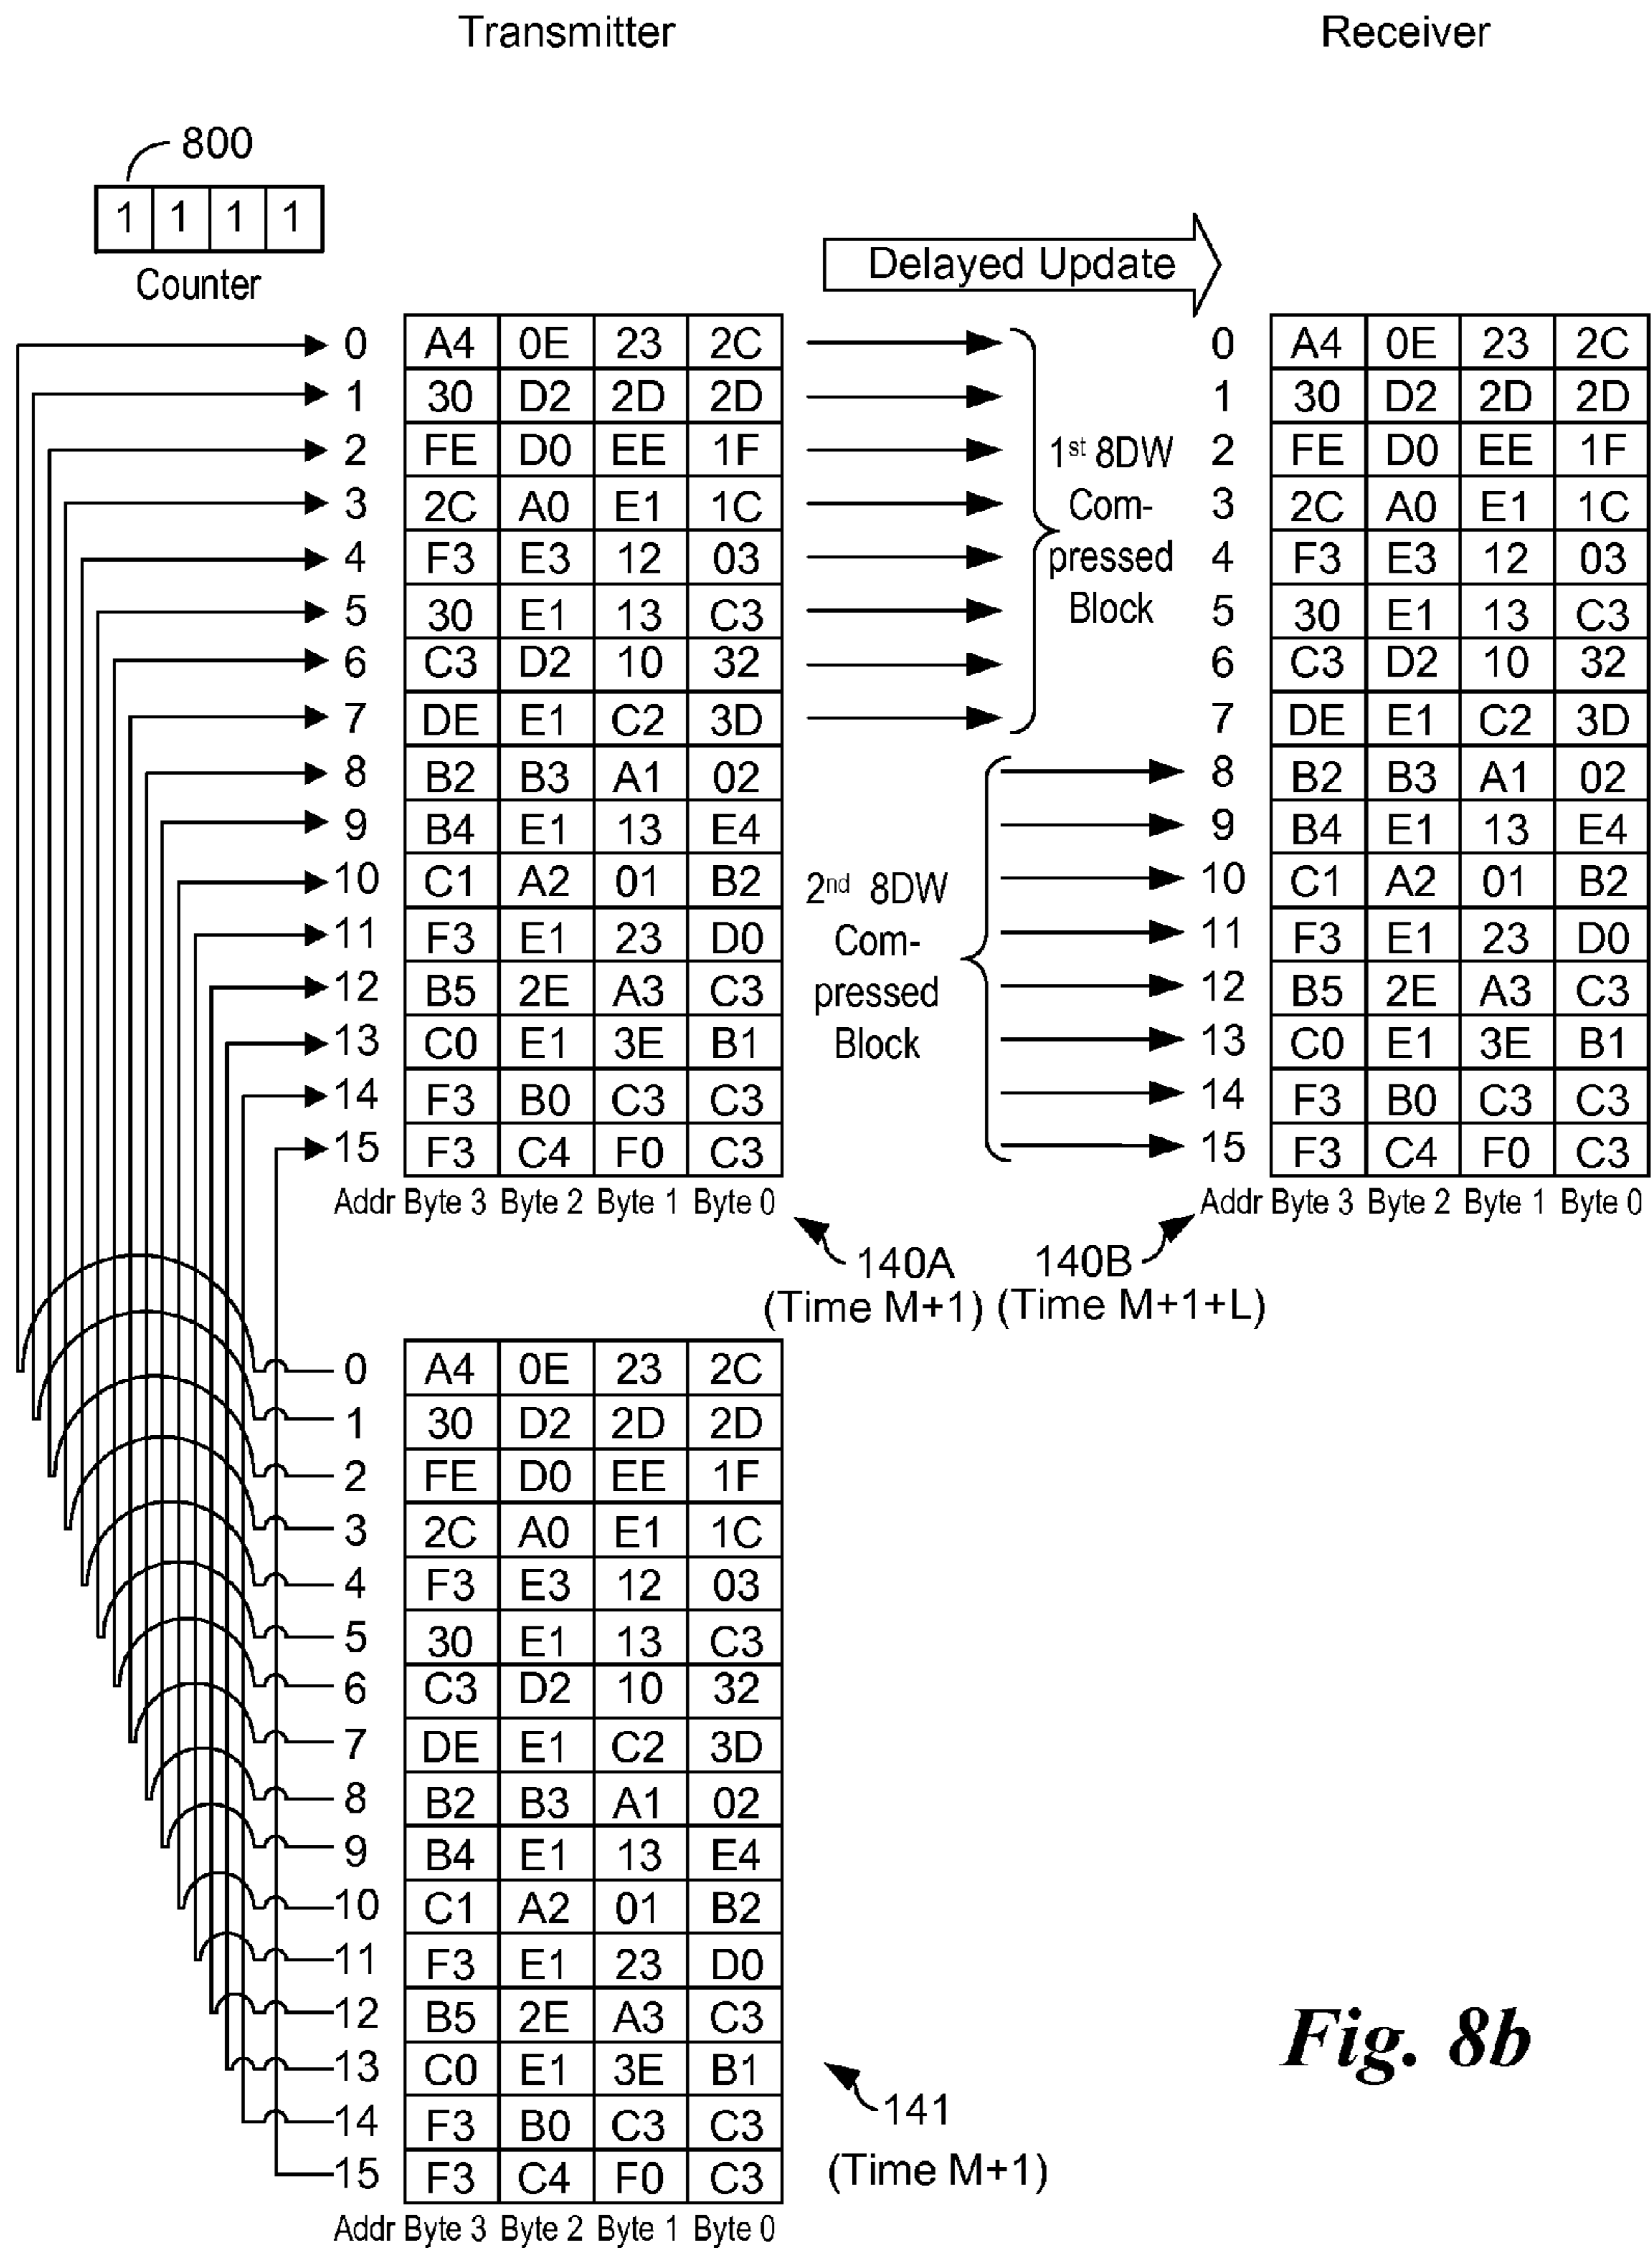 Transmitter Receiver
800
1 1 1 1
Counter
Delayed Update
0 A4 0E 23 2C 0 A4 0E 23 2C
1 30 D2 2D 2D 1 30 D2 2D 2D
2 FE D0 EE 1F 1st 8DW 2 FE D0 EE 1F
3 2C A0 E1 1C Com- 3 2C A0 E1 1C
4 F3 E3 12 03 pressed 4 F3 E3 12 03
5 30 E1 13 C3 Block 5 30 E1 13 C3
6 C3 D2 10 32 6 C3 D2 10 32
7 DE E1 C2 3D 7 DE E1 C2 3D
8 B2 B3 A1 02 8 B2 B3 A1 02
9 B4 E1 13 E4 9 B4 E1 13 E4
10 C1 A2 01 B2 2nd 8DW 10 C1 A2 01 B2
11 F3 E1 23 D0 Com- 11 F3 E1 23 D0
12 B5 2E A3 C3 pressed 12 B5 2E A3 C3
13 C0 E1 3E B1 Block 13 C0 E1 3E B1
14 F3 B0 C3 C3 14 F3 B0 C3 C3
15 F3 C4 F0 C3 15 F3 C4 F0 C3
Addr Byte 3 Byte 2 Byte 1 Byte 0 Addr Byte 3 Byte 2 Byte 1 Byte 0
140A 140B
(Time M+1) (Time M+1+L)
0 A4 0E 23 2C
1 30 D2 2D 2D
2 FE D0 EE 1F
3 2C A0 E1 1C
4 F3 E3 12 03
5 30 E1 13 C3
6 C3 D2 10 32
7 DE E1 C2 3D
8 B2 B3 A1 02
9 B4 E1 13 E4
10 C1 A2 01 B2
11 F3 E1 23 D0
12 B5 2E A3 C3
13 C0 E1 3E B1
14 F3 B0 C3 C3
15 F3 C4 F0 C3
Addr Byte 3 Byte 2 Byte 1 Byte 0
141
(Time M+1)
Fig. 8b